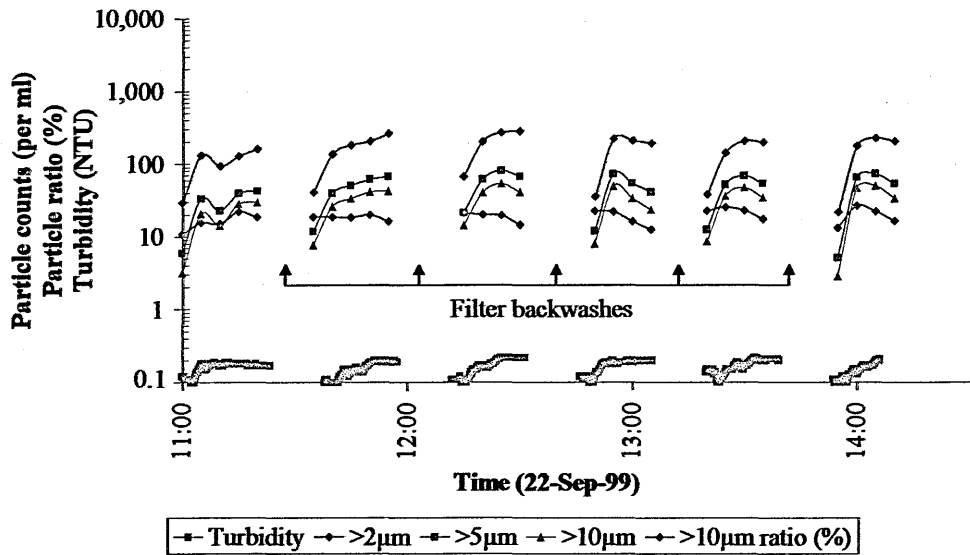 Particle counts (per ml)
Particle ratio (%)
Turbidity (NTU)
10,000
1,000
100
10
1
0.1
Filter backwashes
11:00
12:00
13:00
14:00
Time (22-Sep-99)
Turbidity >2μm >5μm >10μm >10μm ratio (%)